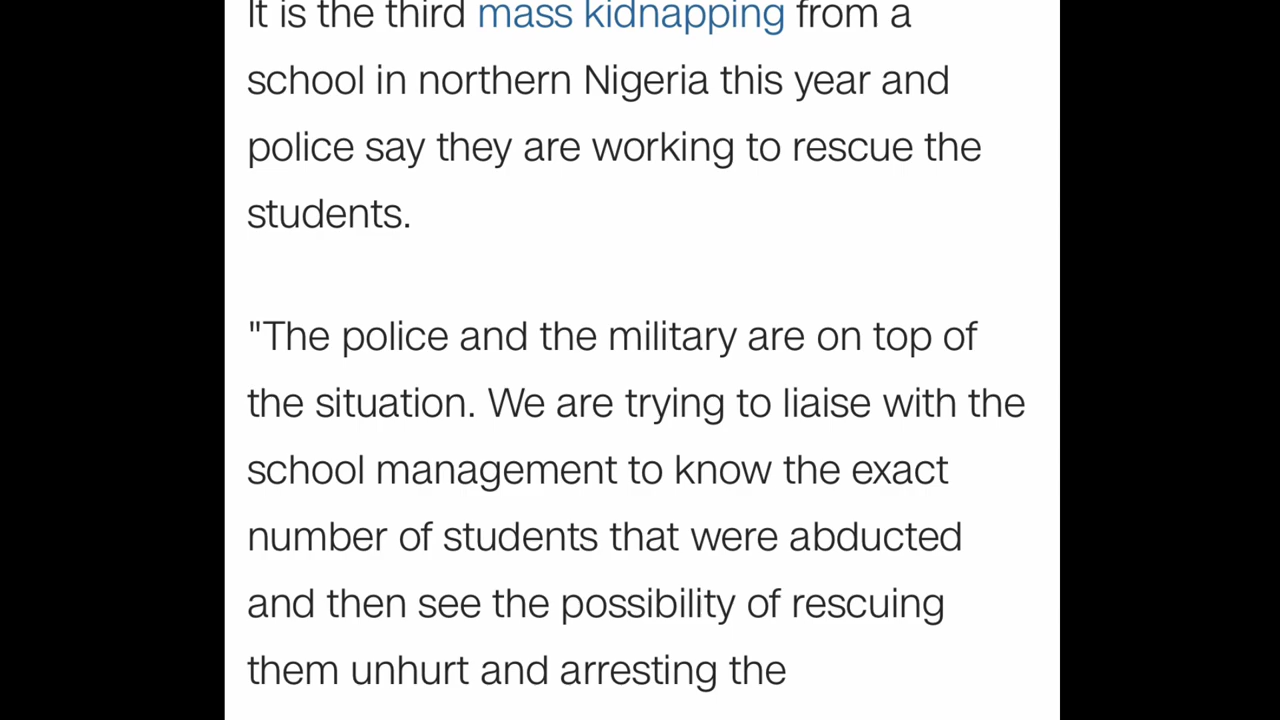 It is the third mass kidnapping from a
school in northern Nigeria this year and
police say they are working to rescue the
students.
"The police and the military are on top of
the situation. We are trying to liaise with the
school management to know the exact
number of students that were abducted
and then see the possibility of rescuing
them unhurt and arresting the